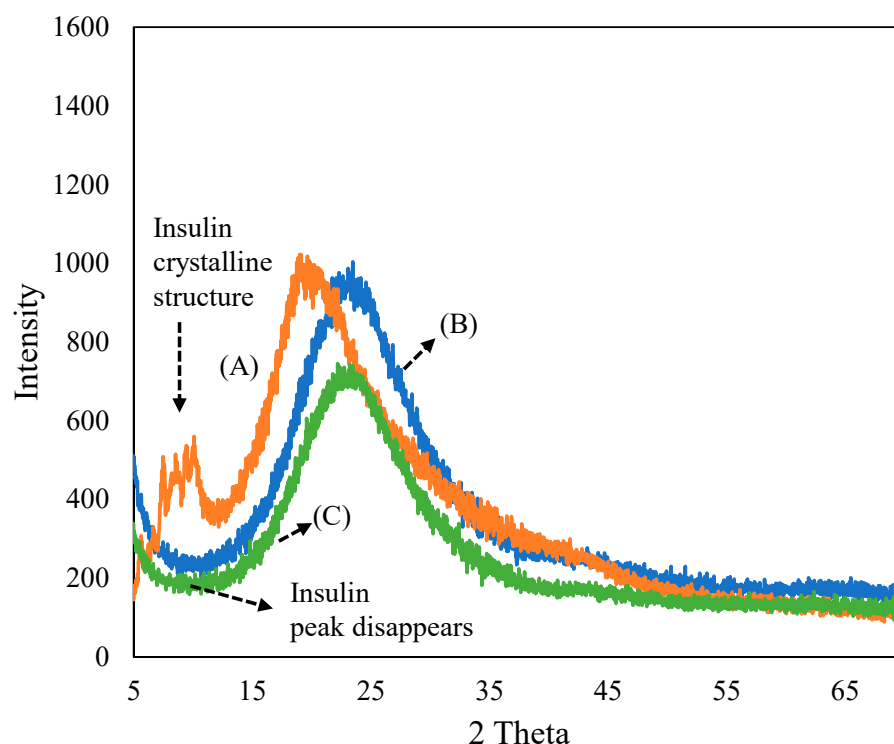 1600
1400
1200
1000
800
600
400
200
0
Intensity
Insulin
crystalline
structure
(A)
(B)
(C)
Insulin
peak disappears
5
15
25
35
45
55
65
2 Theta